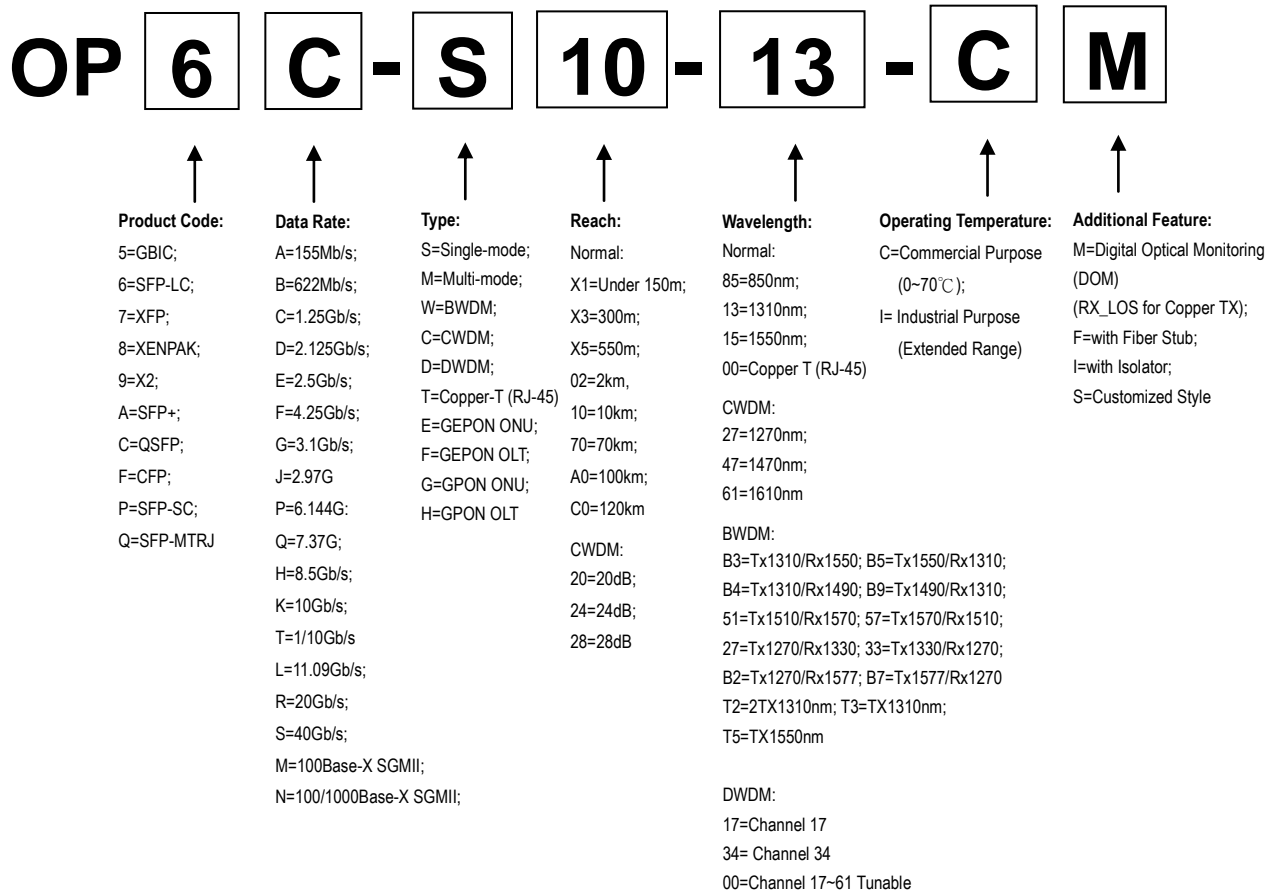 OP 6 C - S 10 - 13 - C M
Product Code:
5=GBIC;
6=SFP-LC;
7=XFP;
8=XENPAK;
9=X2;
A=SFP+;
C=QSFP;
F=CFP;
P=SFP-SC;
Q=SFP-MTRJ
Data Rate:
A=155Mb/s;
B=622Mb/s;
C=1.25Gb/s;
D=2.125Gb/s;
E=2.5Gb/s;
F=4.25Gb/s;
G=3.1Gb/s;
J=2.97G
P=6.144G:
Q=7.37G;
H=8.5Gb/s;
K=10Gb/s;
T=1/10Gb/s
L=11.09Gb/s;
R=20Gb/s;
S=40Gb/s;
M=100Base-X SGMII;
N=100/1000Base-X SGMII;
Type:
S=Single-mode;
M=Multi-mode;
W=BWDM;
C=CWDM;
D=DWDM;
T=Copper-T (RJ-45)
E=GEPON ONU;
F=GEPON OLT;
G=GPON ONU;
H=GPON OLT
Reach:
Normal:
X1=Under 150m;
X3=300m;
X5=550m;
02=2km,
10=10km;
70=70km;
A0=100km;
C0=120km
CWDM:
20=20dB;
24=24dB;
28=28dB
Wavelength:
Normal:
85=850nm;
13=1310nm;
15=1550nm;
00=Copper T (RJ-45)
CWDM:
27=1270nm;
47=1470nm;
61=1610nm
BWDM:
B3=Tx1310/Rx1550; B5=Tx1550/Rx1310;
B4=Tx1310/Rx1490; B9=Tx1490/Rx1310;
51=Tx1510/Rx1570; 57=Tx1570/Rx1510;
27=Tx1270/Rx1330; 33=Tx1330/Rx1270;
B2=Tx1270/Rx1577; B7=Tx1577/Rx1270
T2=2TX1310nm; T3=TX1310nm;
T5=TX1550nm
DWDM:
17=Channel 17
34= Channel 34
00=Channel 17~61 Tunable
Operating Temperature:
C=Commercial Purpose
(0~70℃);
I= Industrial Purpose
(Extended Range)
Additional Feature:
M=Digital Optical Monitoring
(DOM)
(RX_LOS for Copper TX);
F=with Fiber Stub;
I=with Isolator;
S=Customized Style